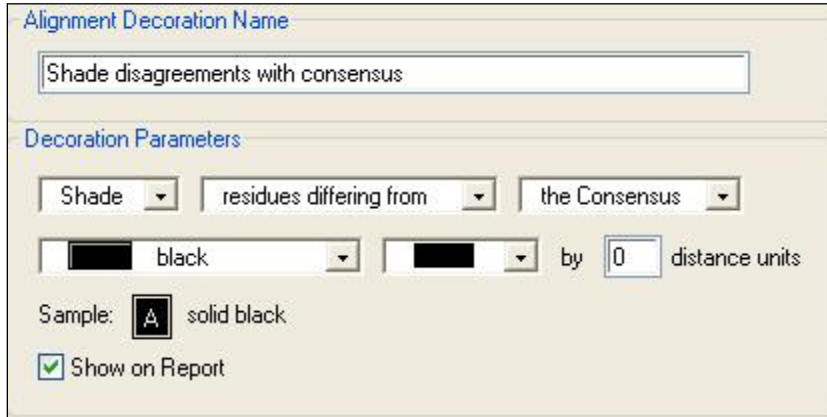 Alignment Decoration Name
Shade disagreements with consensus
Decoration Parameters
Shade residues differing from the Consensus
black by 0 distance units
Sample: A solid black
Show on Report